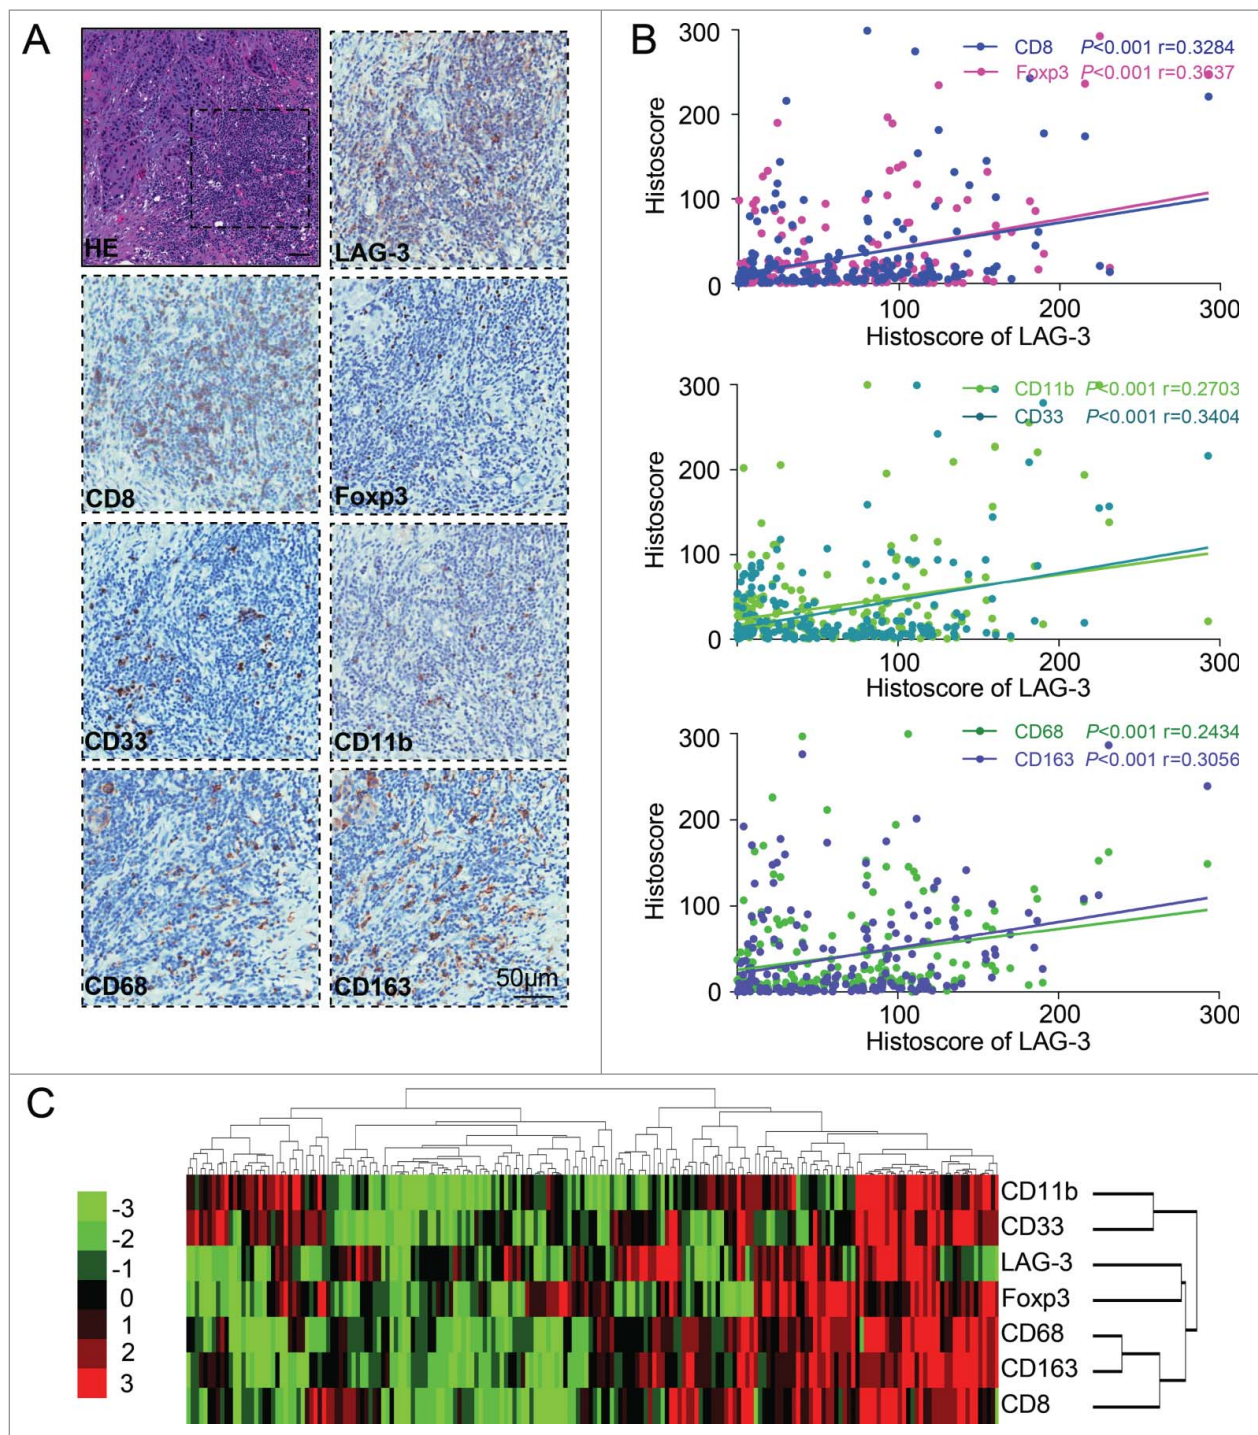 A
HE
LAG-3
CD8
Foxp3
CD33
CD11b
CD68
CD163
50µm
B
300
200
100
0
Histoscore
CD8 P<0.001 r=0.3284
Foxp3 P<0.001 r=0.3637
100
200
300
Histoscore of LAG-3
300
200
100
0
Histoscore
CD11b P<0.001 r=0.2703
CD33 P<0.001 r=0.3404
100
200
300
Histoscore of LAG-3
300
200
100
0
Histoscore
CD68 P<0.001 r=0.2434
CD163 P<0.001 r=0.3056
100
200
300
Histoscore of LAG-3
C
-3
-2
-1
0
1
2
3
CD11b
CD33
LAG-3
Foxp3
CD68
CD163
CD8